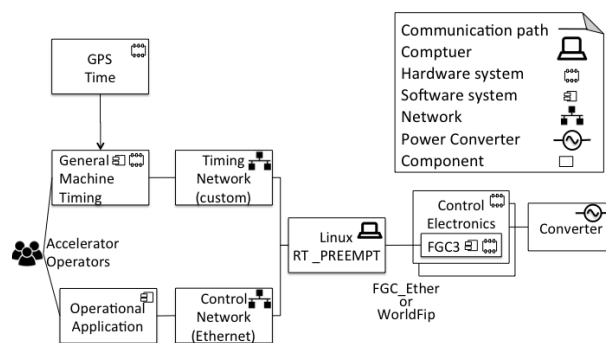 GPS
Time
General
Machine
Timing
Timing
Network
(custom)
Accelerator
Operators
Operational
Application
Control
Network
(Ethernet)
Linux
RT _PREEMPT
Control
Electronics
FGC3
FGC_Ether
or
WorldFip
Converter
Communication path
Comptuer
Hardware system
Software system
Network
Power Converter
Component